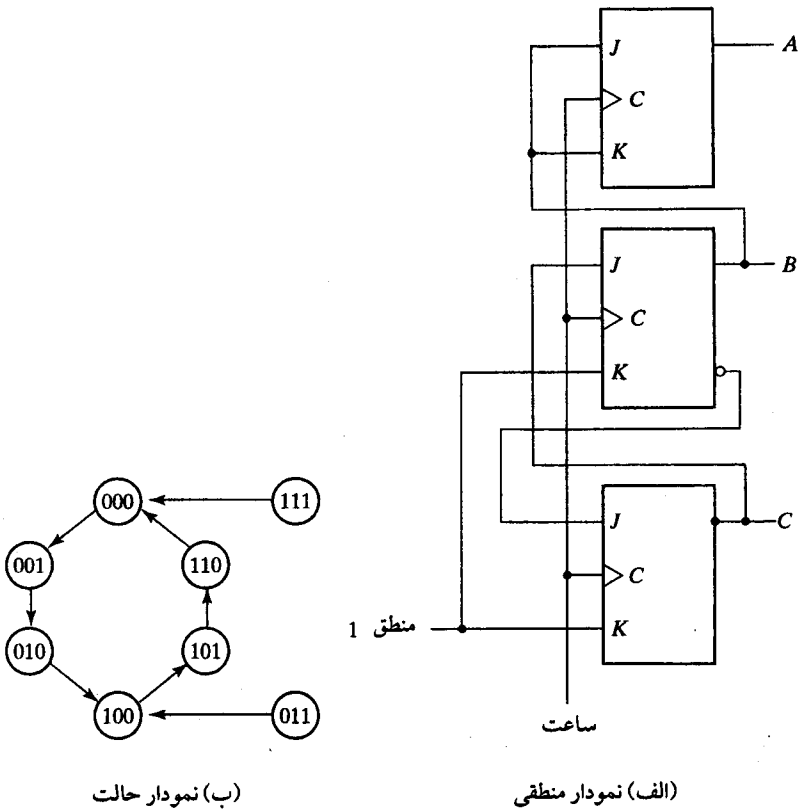 J
A
C
K
J
B
C
K
J
C
C
K
منطق 1
ساعت
000
111
001
110
010
101
100
011
(الف) نمودار منطقی
(ب) نمودار حالت